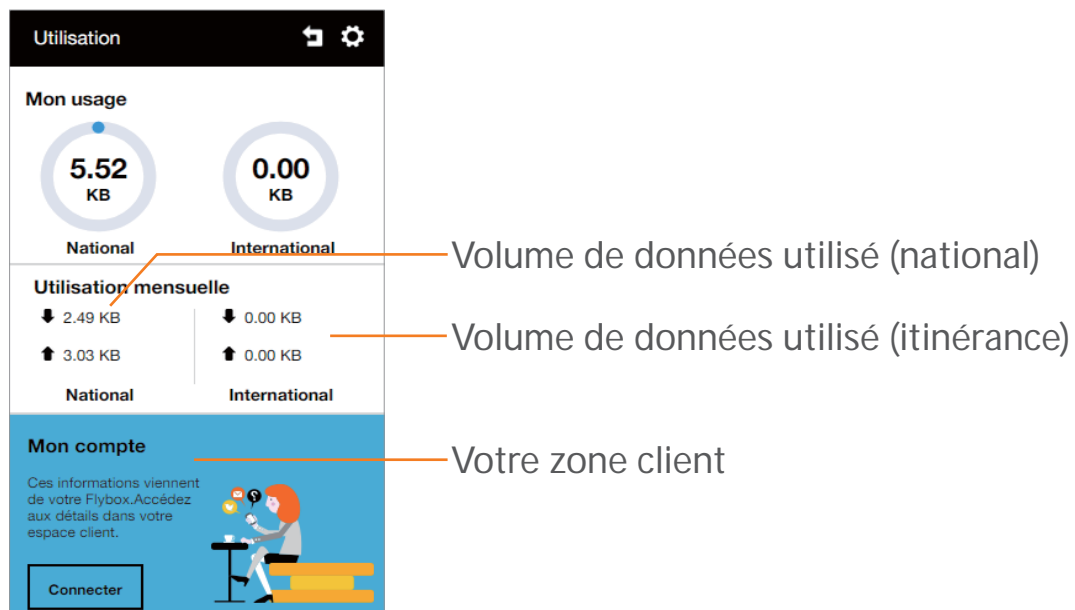 Utilisation
Mon usage
5.52
KB
0.00
KB
National
International
Volume de données utilisé (national)
Utilisation mensuelle
2.49 KB
0.00 KB
Volume de données utilisé (itinérance)
3.03 KB
0.00 KB
National
International
Mon compte
Votre zone client
Ces informations viennent
de votre Flybox.Accédez
aux détails dans votre
espace client.
Connecter